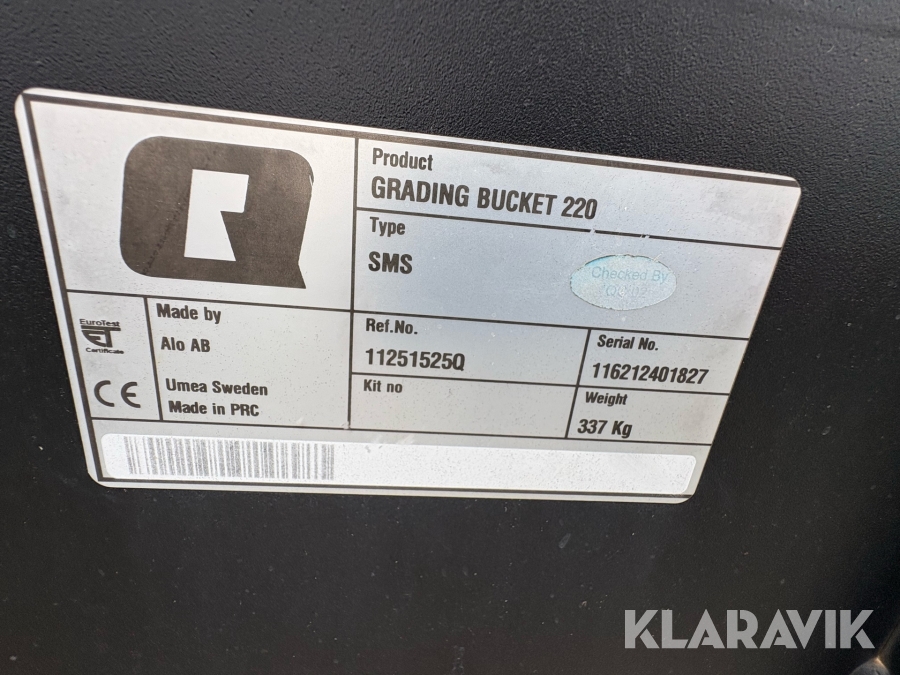 Product
GRADING BUCKET 220
Type
SMS
Checked By
EuroTest
Certificate
CE
Made by
Alo AB
Umea Sweden
Made in PRC
Ref.No.
11251525Q
Serial No.
116212401827
Kit no
Weight
337 Kg
KLARAVIK